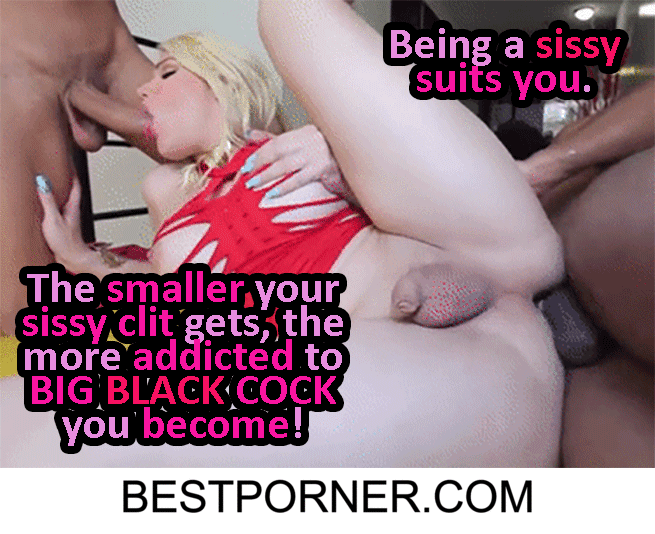 Being a sissy
suits you.
The smaller your
sissy clit gets, the
more addicted to
BIG BLACK COCK
you become!
BESTPORNER.COM